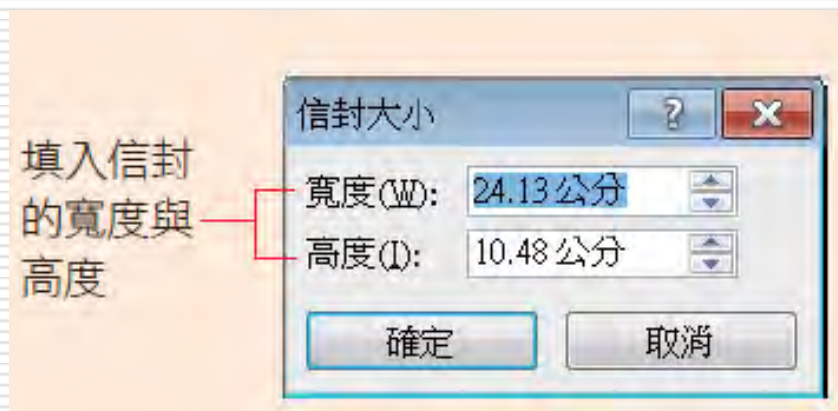 填入信封
的寬度與
高度
信封大小
寬度(W): 24.13 公分
高度(I): 10.48 公分
確定 取消